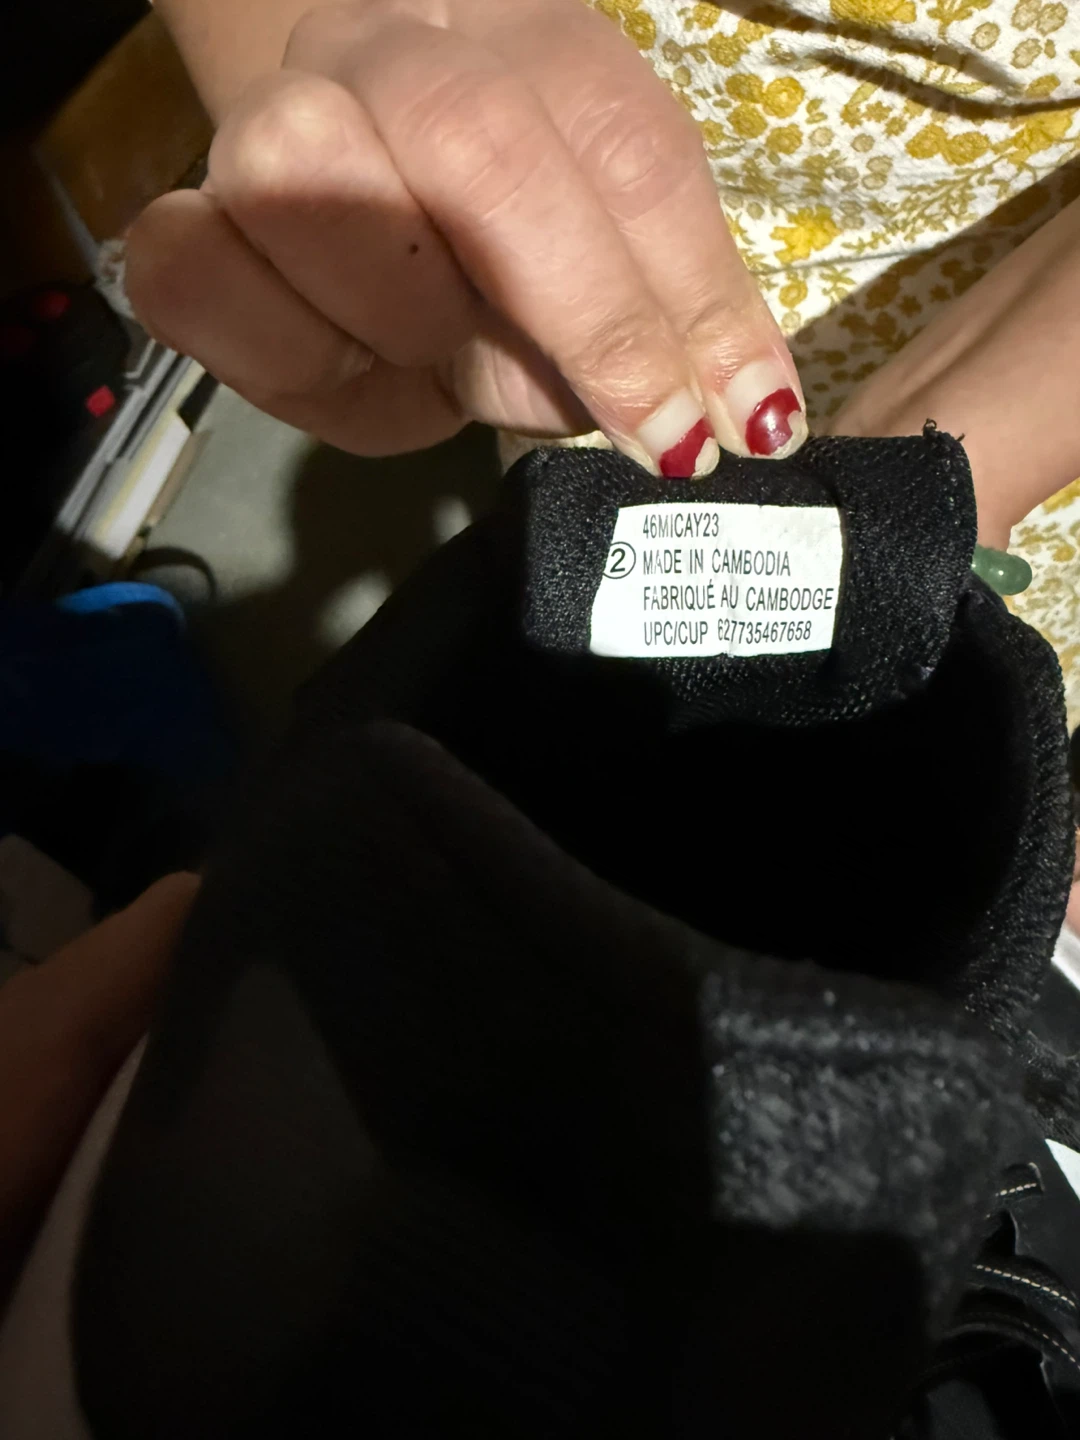 46MICAY23
② MADE IN CAMBODIA
FABRIQUÉ AU CAMBODGE
UPC/CUP 627735467658